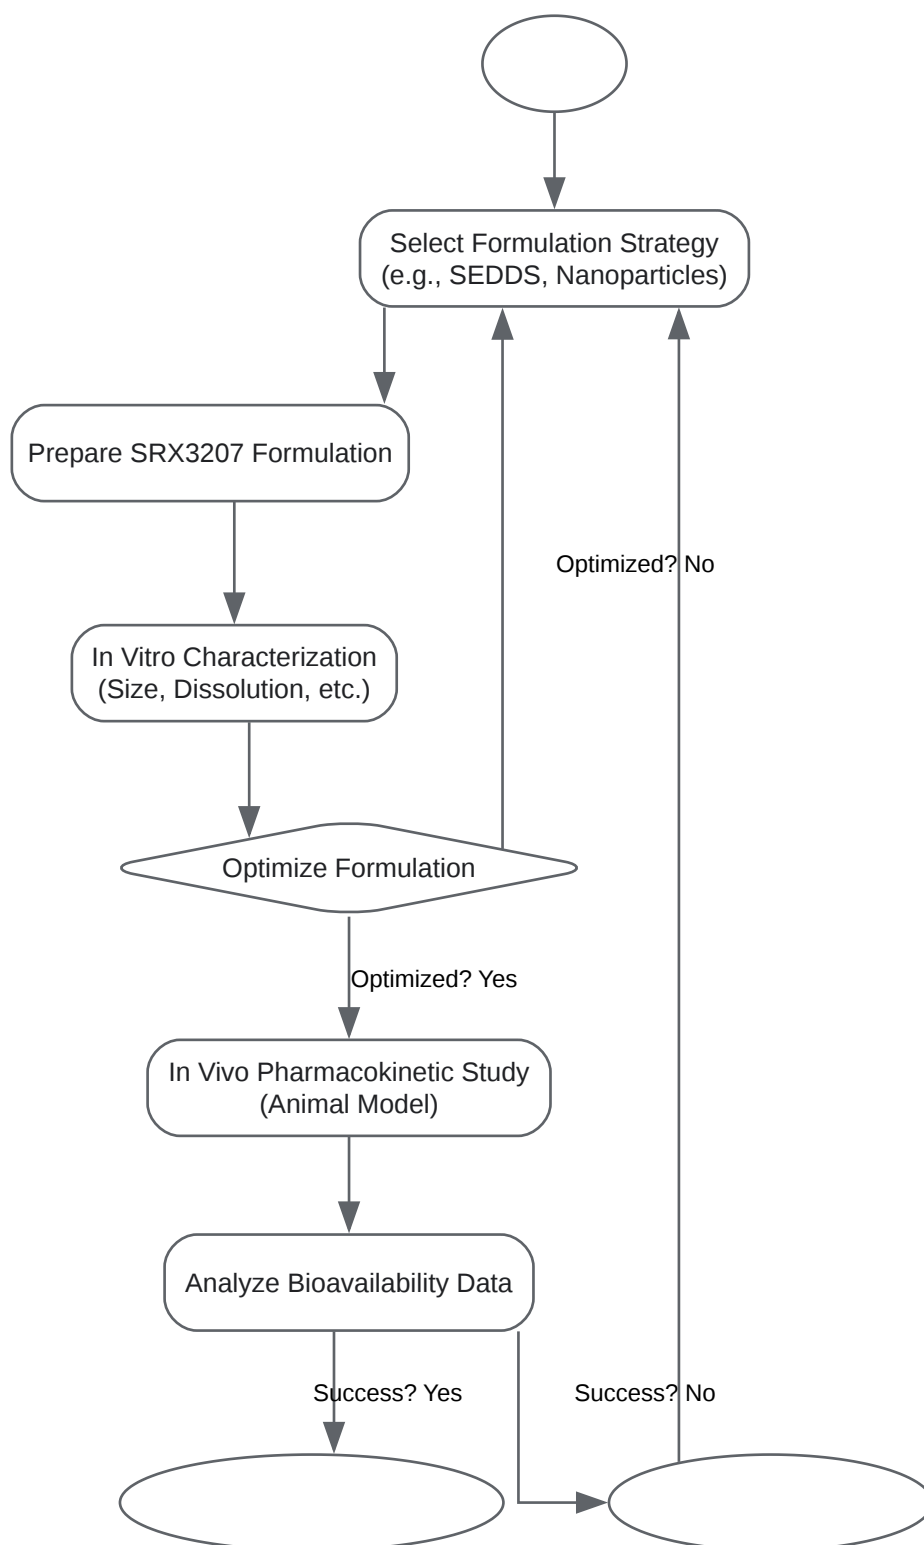 Select Formulation Strategy
(e.g., SEDDS, Nanoparticles)
Prepare SRX3207 Formulation
Optimized? No
In Vitro Characterization
(Size, Dissolution, etc.)
Optimize Formulation
Optimized? Yes
In Vivo Pharmacokinetic Study
(Animal Model)
Analyze Bioavailability Data
Success? Yes
Success? No